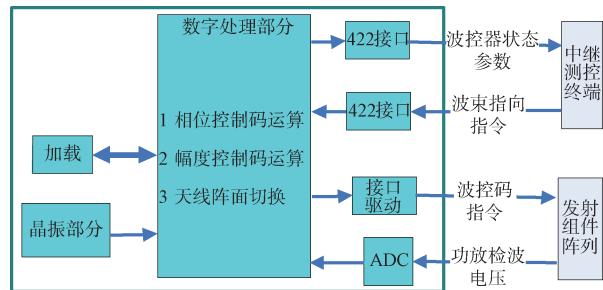 数字处理部分
422接口
波控器状态
参数
中继
测控
终端
1 相位控制码运算
422接口
波束指向
指令
加载
2 幅度控制码运算
3 天线阵面切换
接口
驱动
波控码
指令
发射
组件
阵列
晶振部分
ADC
功放检波
电压